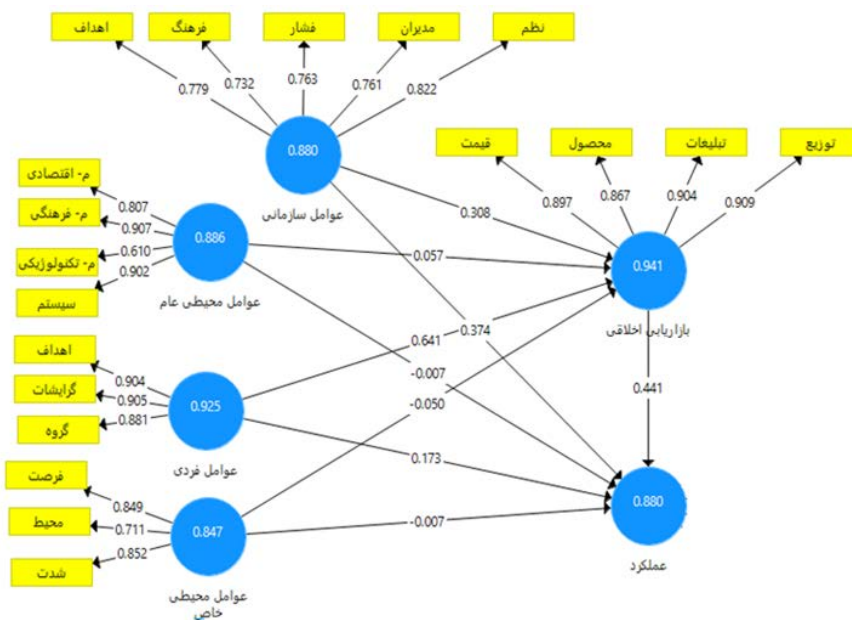 اهداف
فرهنگ
فشار
مدیران
نظم
0.779
0.732
0.763
0.761
0.822
0.880
عوامل سازمانی
قیمت
محصول
تبلیغات
توزیع
0.897
0.867
0.904
0.909
0.941
بازاریابی اخلاقی
م- اقتصادی
م- فرهنگی
م- تکنولوژیکی
سیستم
0.807
0.907
0.610
0.902
0.886
عوامل محیطی عام
0.308
0.057
0.374
0.641
-0.007
-0.050
0.441
0.173
-0.007
اهداف
گرایشات
گروه
0.904
0.905
0.881
0.925
عوامل فردی
فرصت
محیط
شدت
0.849
0.711
0.852
0.847
عوامل محیطی
خاص
0.880
عملکرد